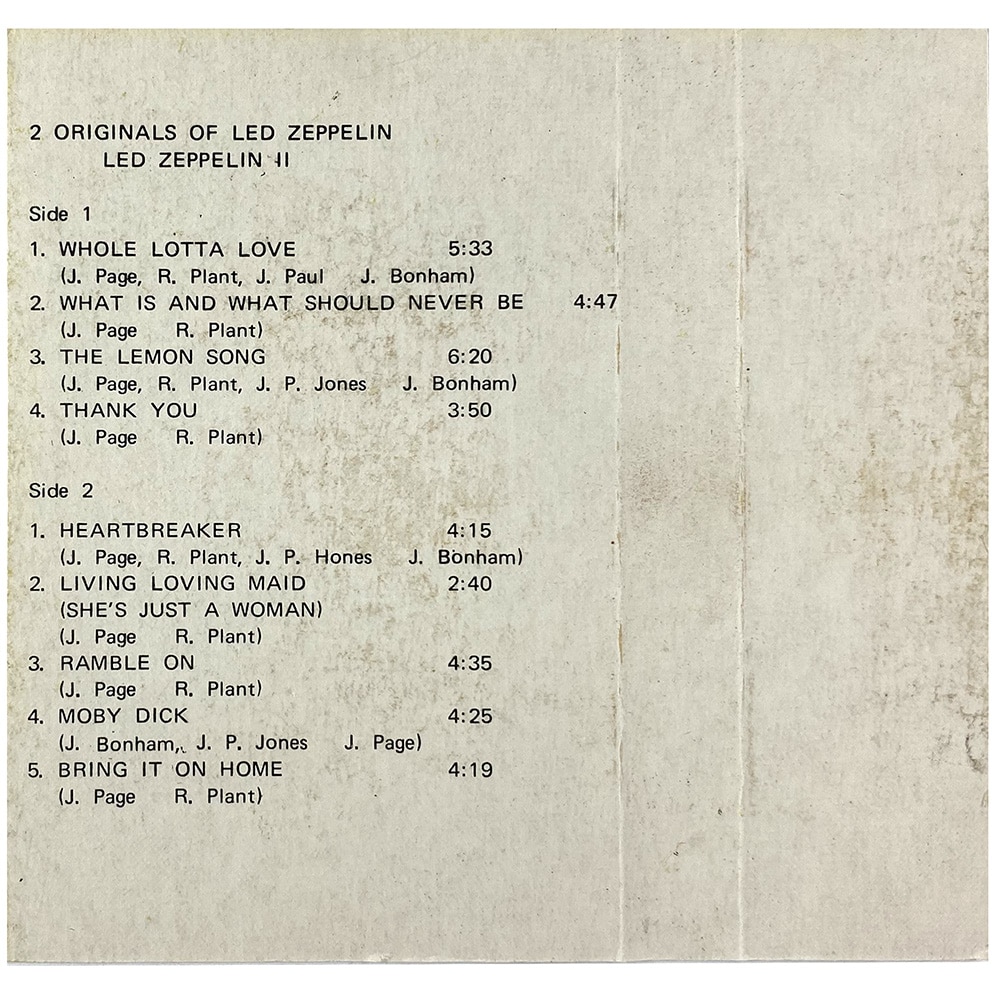 2 ORIGINALS OF LED ZEPPELIN
LED ZEPPELIN II
Side 1
1. WHOLE LOTTA LOVE 5:33
(J. Page, R. Plant, J. Paul J. Bonham)
2. WHAT IS AND WHAT SHOULD NEVER BE 4:47
(J. Page R. Plant)
3. THE LEMON SONG 6:20
(J. Page, R. Plant, J. P. Jones J. Bonham)
4. THANK YOU 3:50
(J. Page R. Plant)
Side 2
1. HEARTBREAKER 4:15
(J. Page, R. Plant, J. P. Hones J. Bonham)
2. LIVING LOVING MAID 2:40
(SHE'S JUST A WOMAN)
(J. Page R. Plant)
3. RAMBLE ON 4:35
(J. Page R. Plant)
4. MOBY DICK 4:25
(J. Bonham, J. P. Jones J. Page)
5. BRING IT ON HOME 4:19
(J. Page R. Plant)